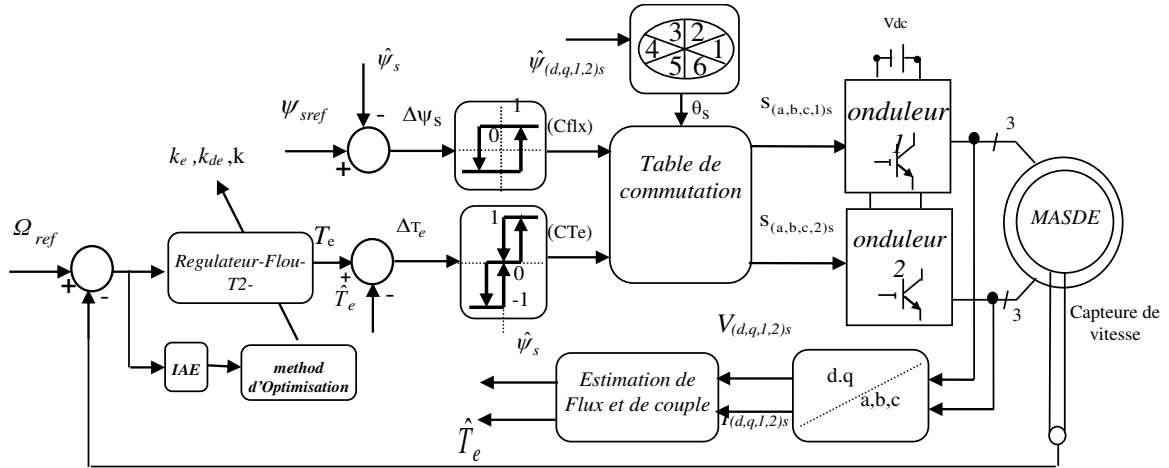 Vdc
3 2
4 1
5 6
ψ̂(d,q,1,2)s
θs
ψ̂s
-
ψsref
+
Δψs
1
0
(Cflx)
Table de
commutation
S(a,b,c,1)s
onduleur
1
3
MASDE
ke ,kde ,k
Ωref
+
-
Regulateur-Flou-
T2-
Te
+
T̂e
-
ΔTe
1
0
-1
(CTe)
S(a,b,c,2)s
onduleur
2
3
Capteure de
vitesse
IAE
method
d'Optimisation
ψ̂s
T̂e
Estimation de
Flux et de couple
V(d,q,1,2)s
I(d,q,1,2)s
d.q
a,b,c